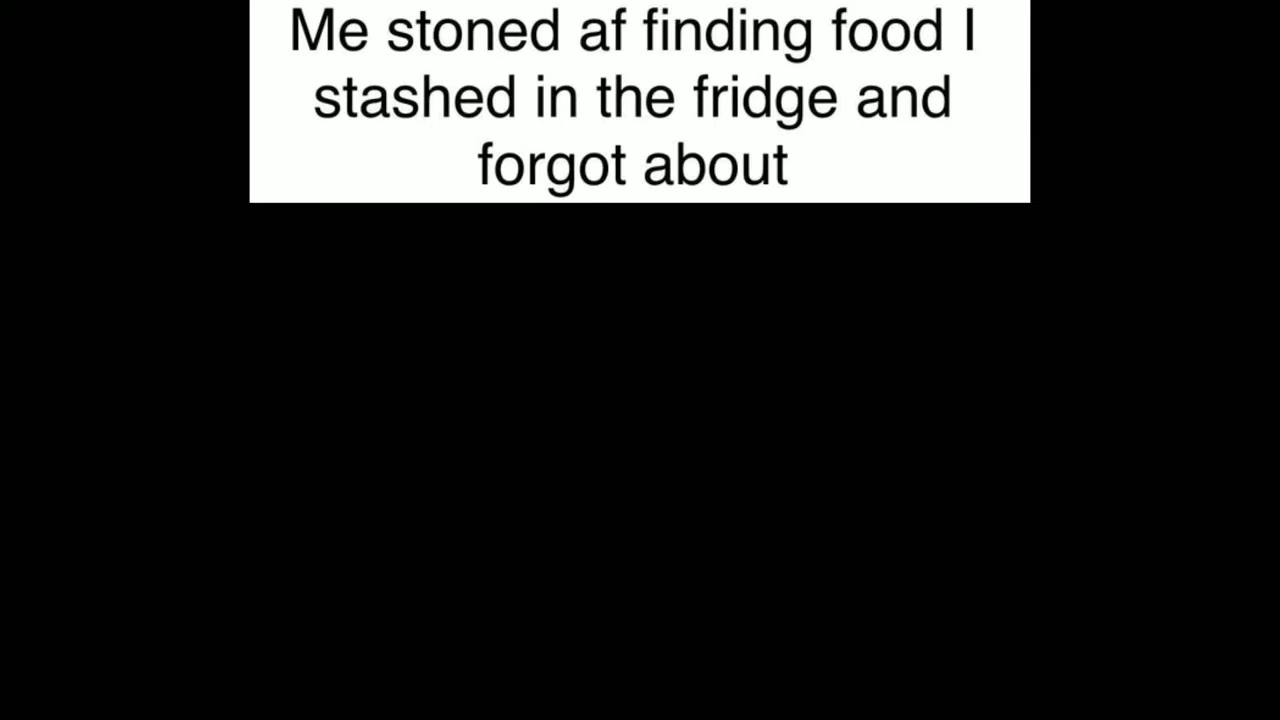 Me stoned af finding food I
stashed in the fridge and
forgot about